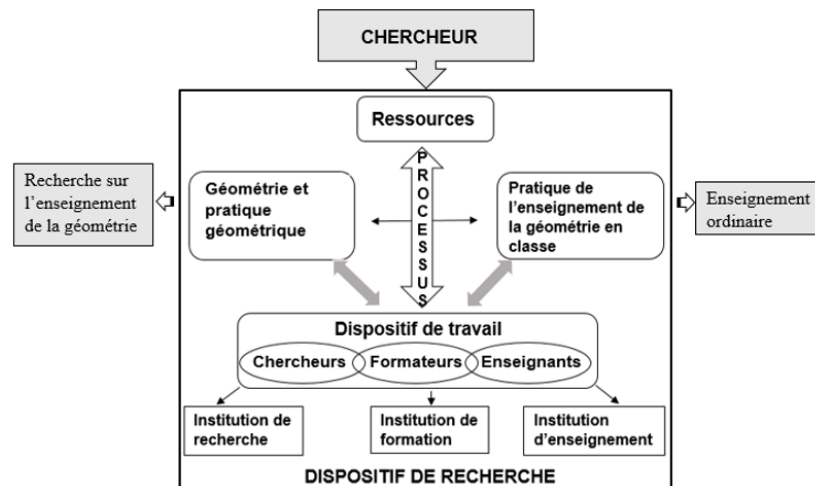 CHERCHEUR
Ressources
PROCESSUS
Recherche sur
l'enseignement
de la géométrie
Géométrie et
pratique
géométrique
Pratique de
l'enseignement de
la géométrie en
classe
Enseignement
ordinaire
Dispositif de travail
Chercheurs
Formateurs
Enseignants
Institution de
recherche
Institution de
formation
Institution
d'enseignement
DISPOSITIF DE RECHERCHE